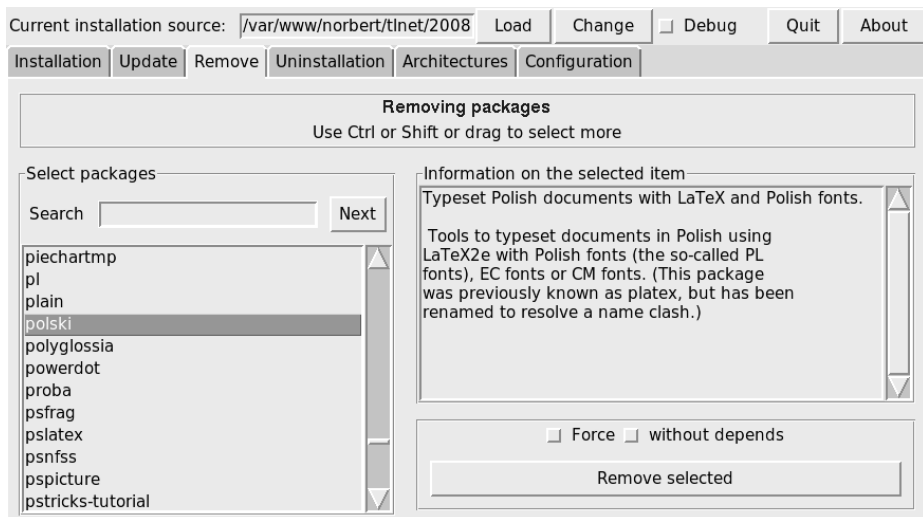 Current installation source: /var/www/norbert/tlnet/2008 Load Change Debug Quit About
Installation Update Remove Uninstallation Architectures Configuration
Removing packages
Use Ctrl or Shift or drag to select more
Select packages
Search Next
piechartmp
pl
plain
polski
polyglossia
powerdot
proba
psfrag
pslatex
psnfss
pspicture
pstricks-tutorial
Information on the selected item
Typeset Polish documents with LaTeX and Polish fonts.
Tools to typeset documents in Polish using
LaTeX2e with Polish fonts (the so-called PL
fonts), EC fonts or CM fonts. (This package
was previously known as platex, but has been
renamed to resolve a name clash.)
Force without depends
Remove selected